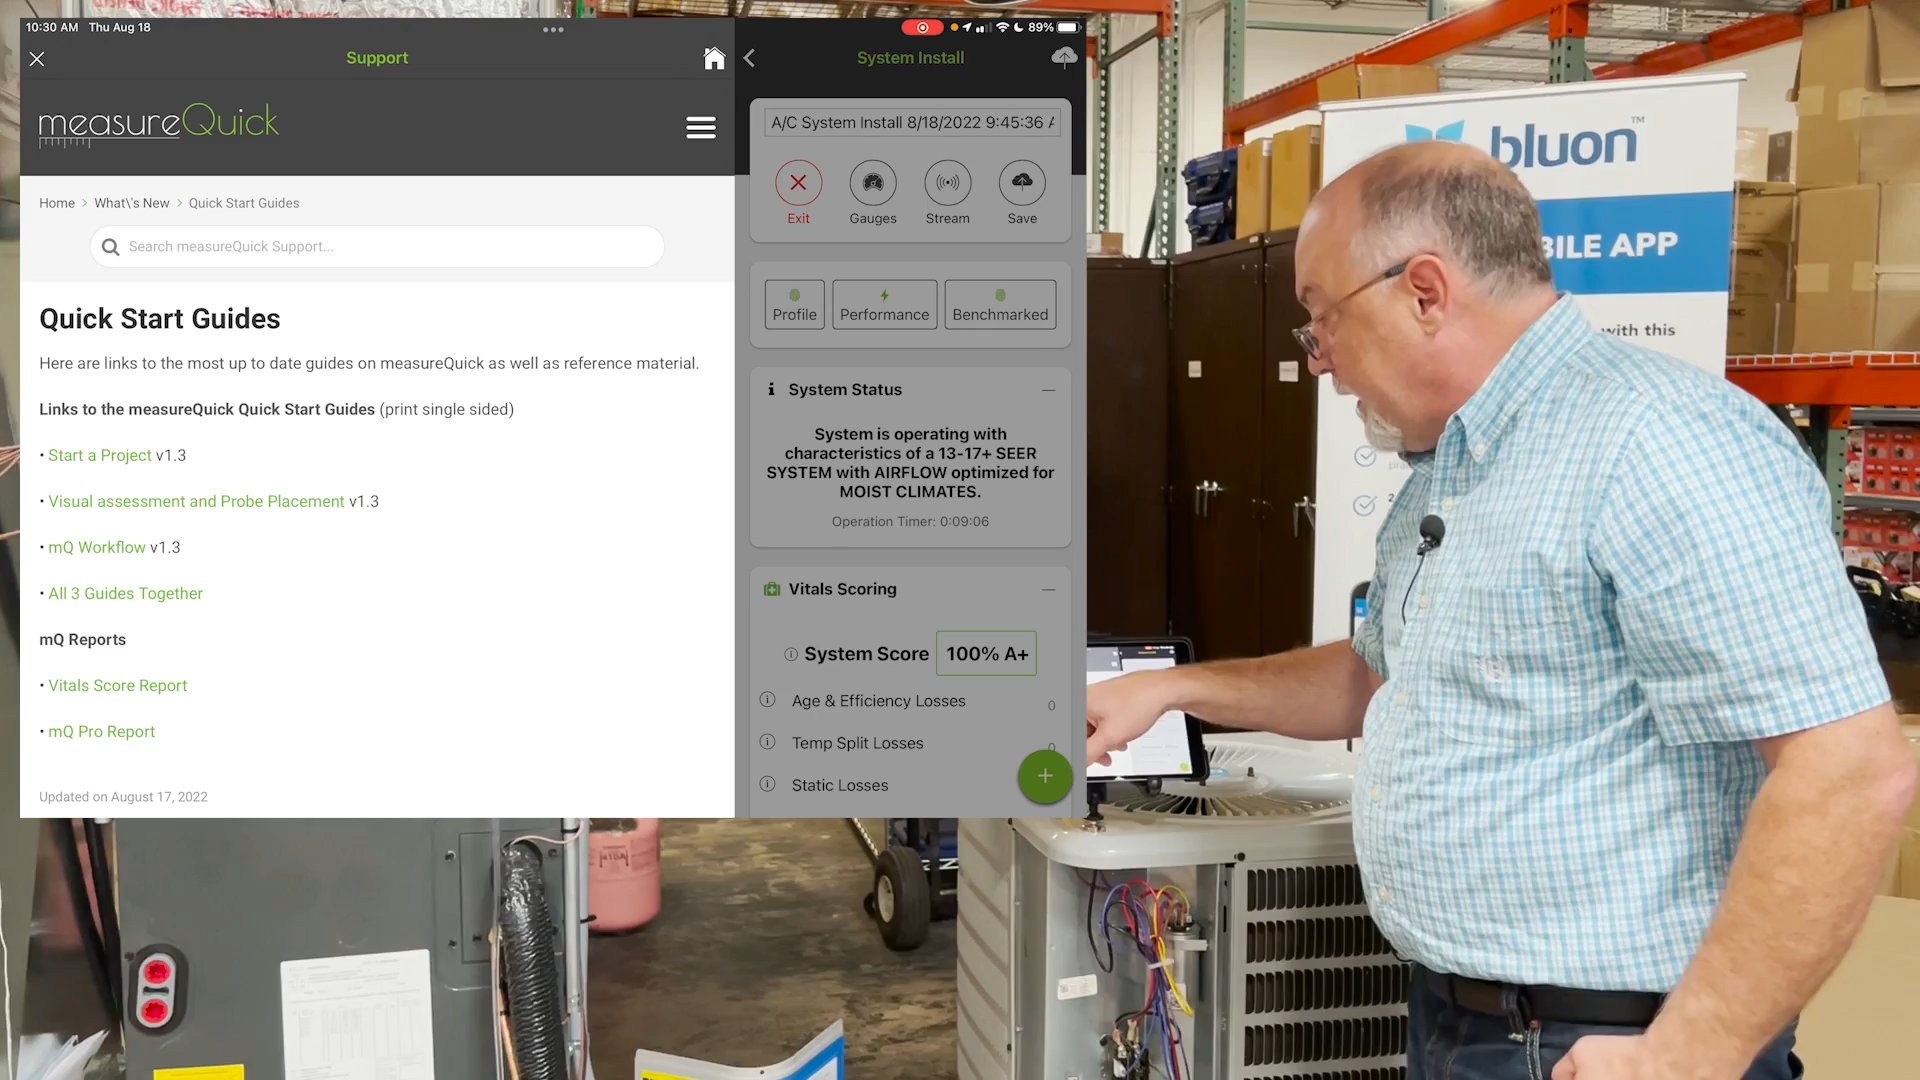 10:30 AM Thu Aug 18
89%
Support
measureQuick
Home > What\'s New > Quick Start Guides
Search measureQuick Support...
Quick Start Guides
Here are links to the most up to date guides on measureQuick as well as reference material.
Links to the measureQuick Quick Start Guides (print single sided)
• Start a Project v1.3
• Visual assessment and Probe Placement v1.3
• mQ Workflow v1.3
• All 3 Guides Together
mQ Reports
• Vitals Score Report
• mQ Pro Report
Updated on August 17, 2022
System Install
A/C System Install 8/18/2022 9:45:36
Exit
Gauges
Stream
Save
Profile
Performance
Benchmarked
System Status
System is operating with
characteristics of a 13-17+ SEER
SYSTEM with AIRFLOW optimized for
MOIST CLIMATES.
Operation Timer: 0:09:06
Vitals Scoring
System Score 100% A+
Age & Efficiency Losses 0
Temp Split Losses 0
Static Losses
+
bluon™
BILE APP
with this